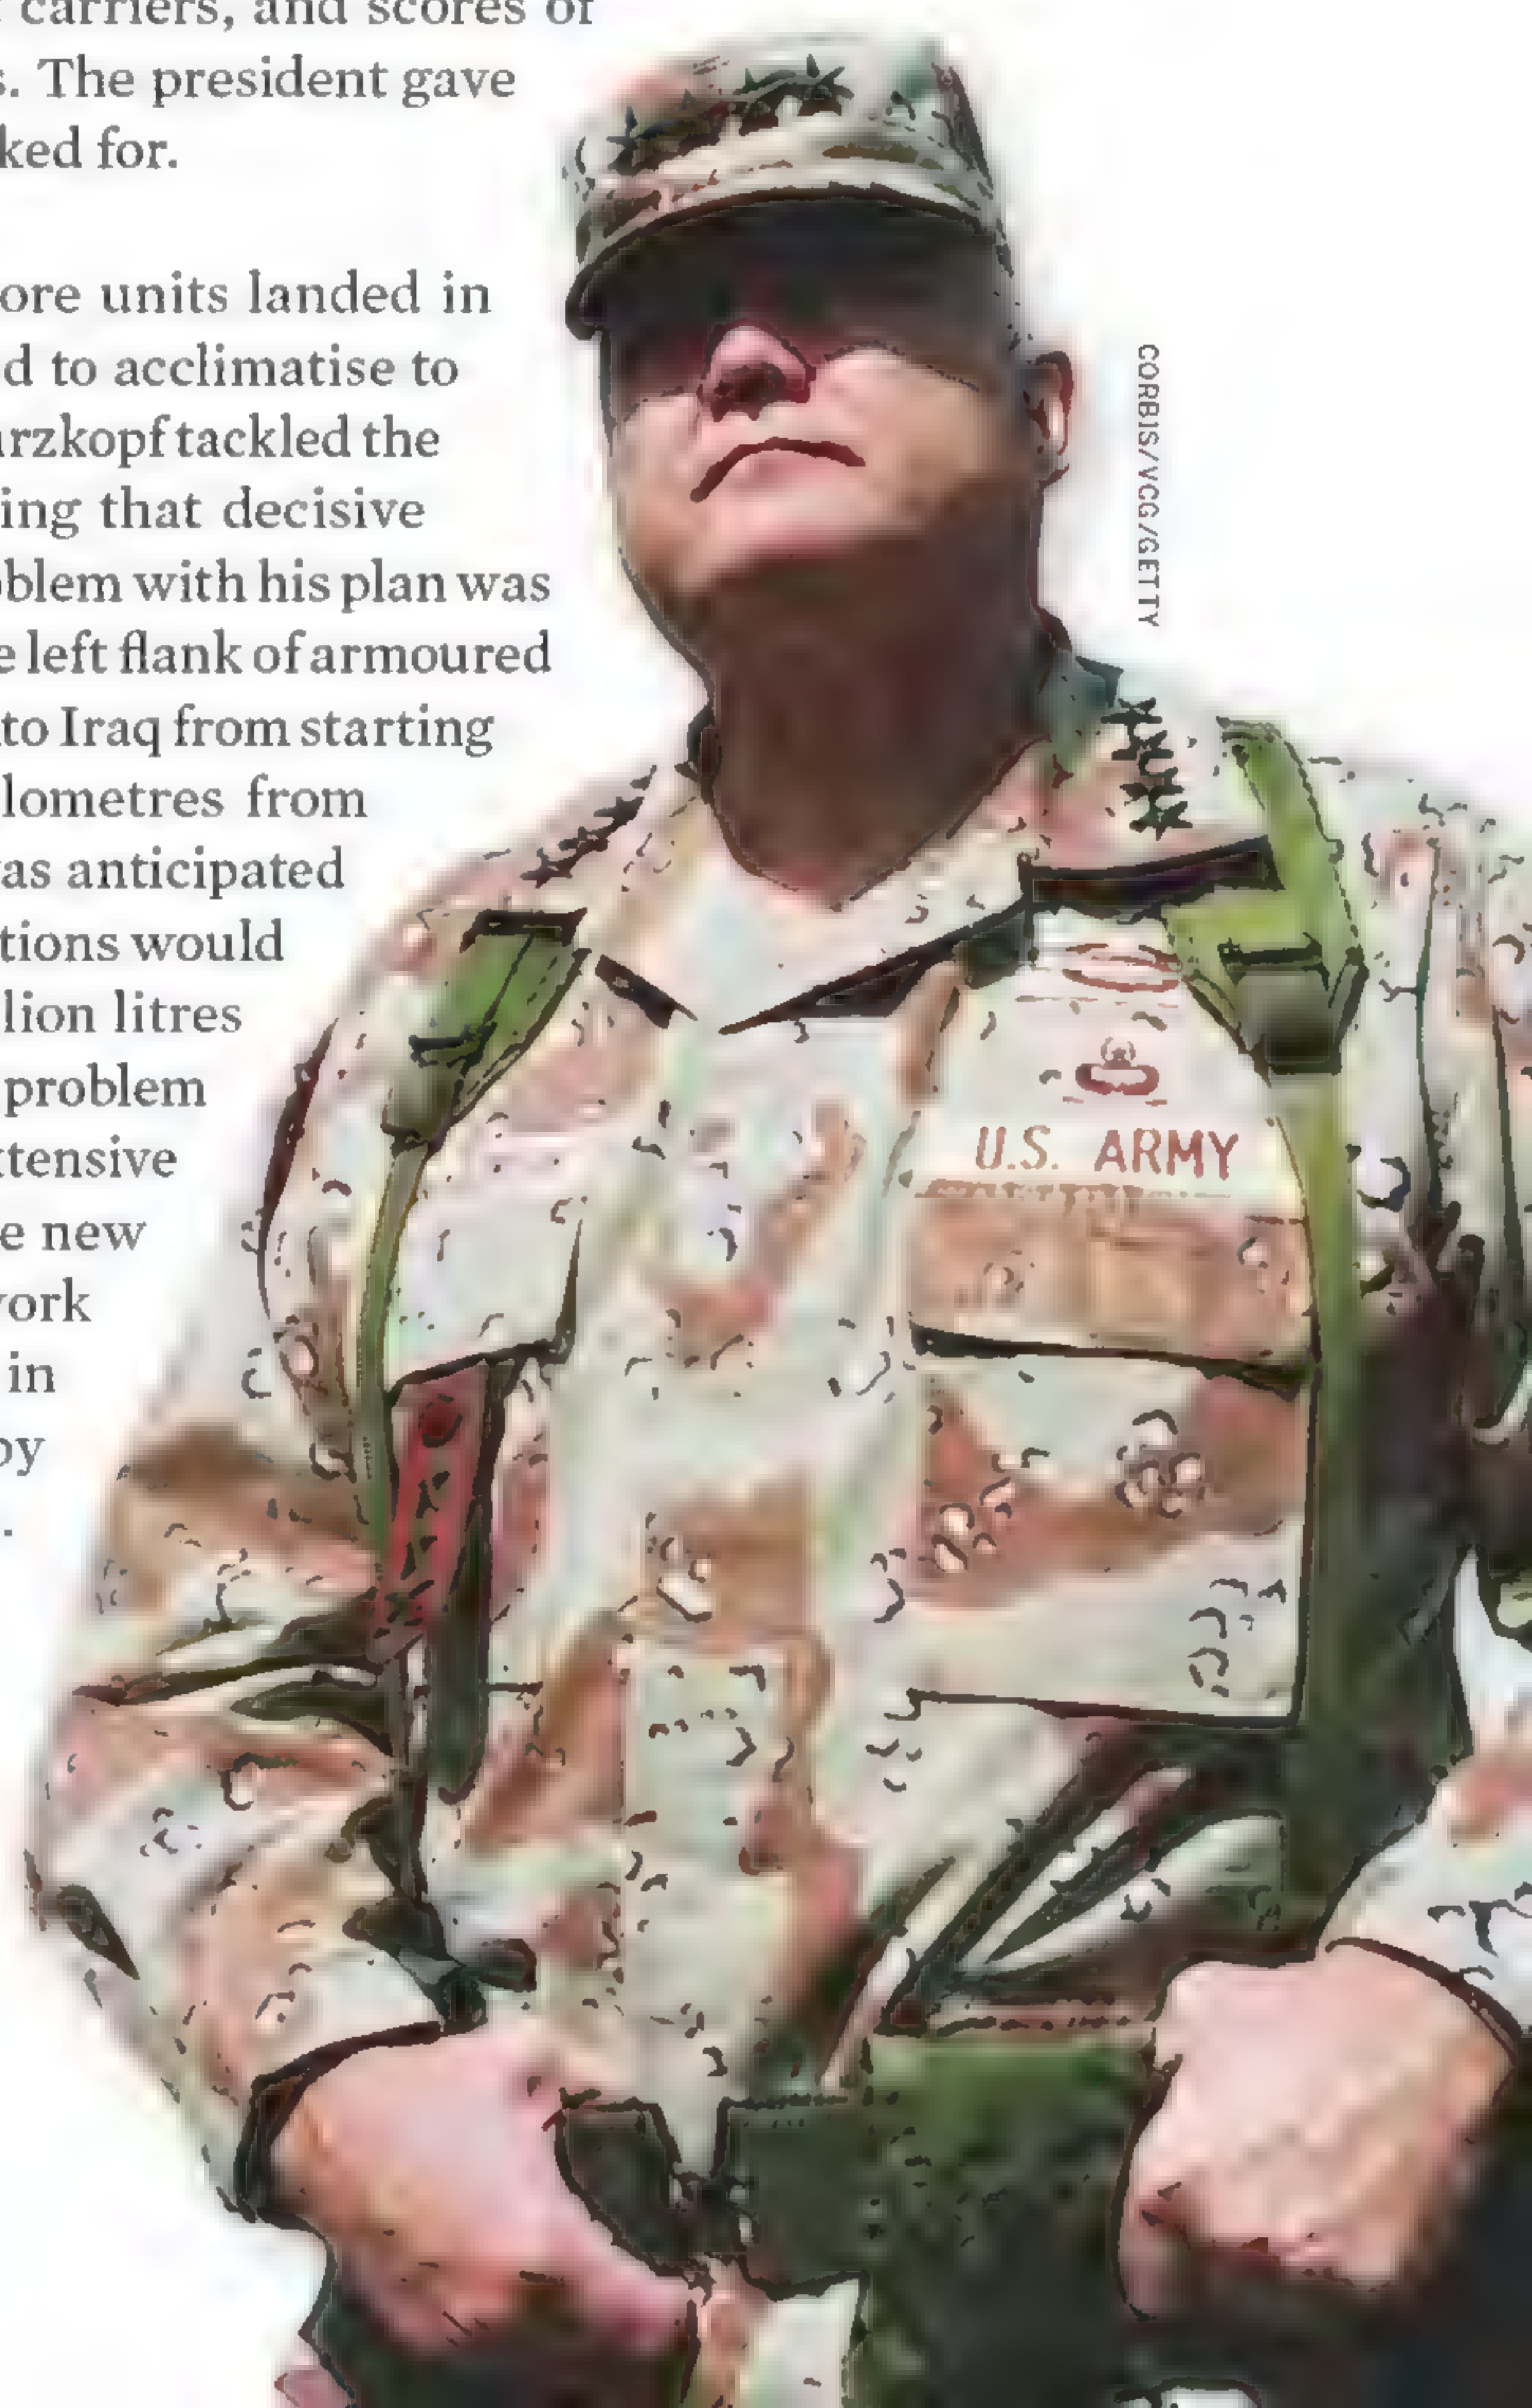 carriers, and scores of
s. The president gave
ked for.
ore units landed in
d to acclimatise to
rzkopf tackled the
ing that decisive
blem with his plan was
e left flank of armoured
to Iraq from starting
lometres from
as anticipated
tions would
lion litres
problem
tensive
e new
ork
in
by
.
CORBIS/VCG/GETTY
U.S. ARMY